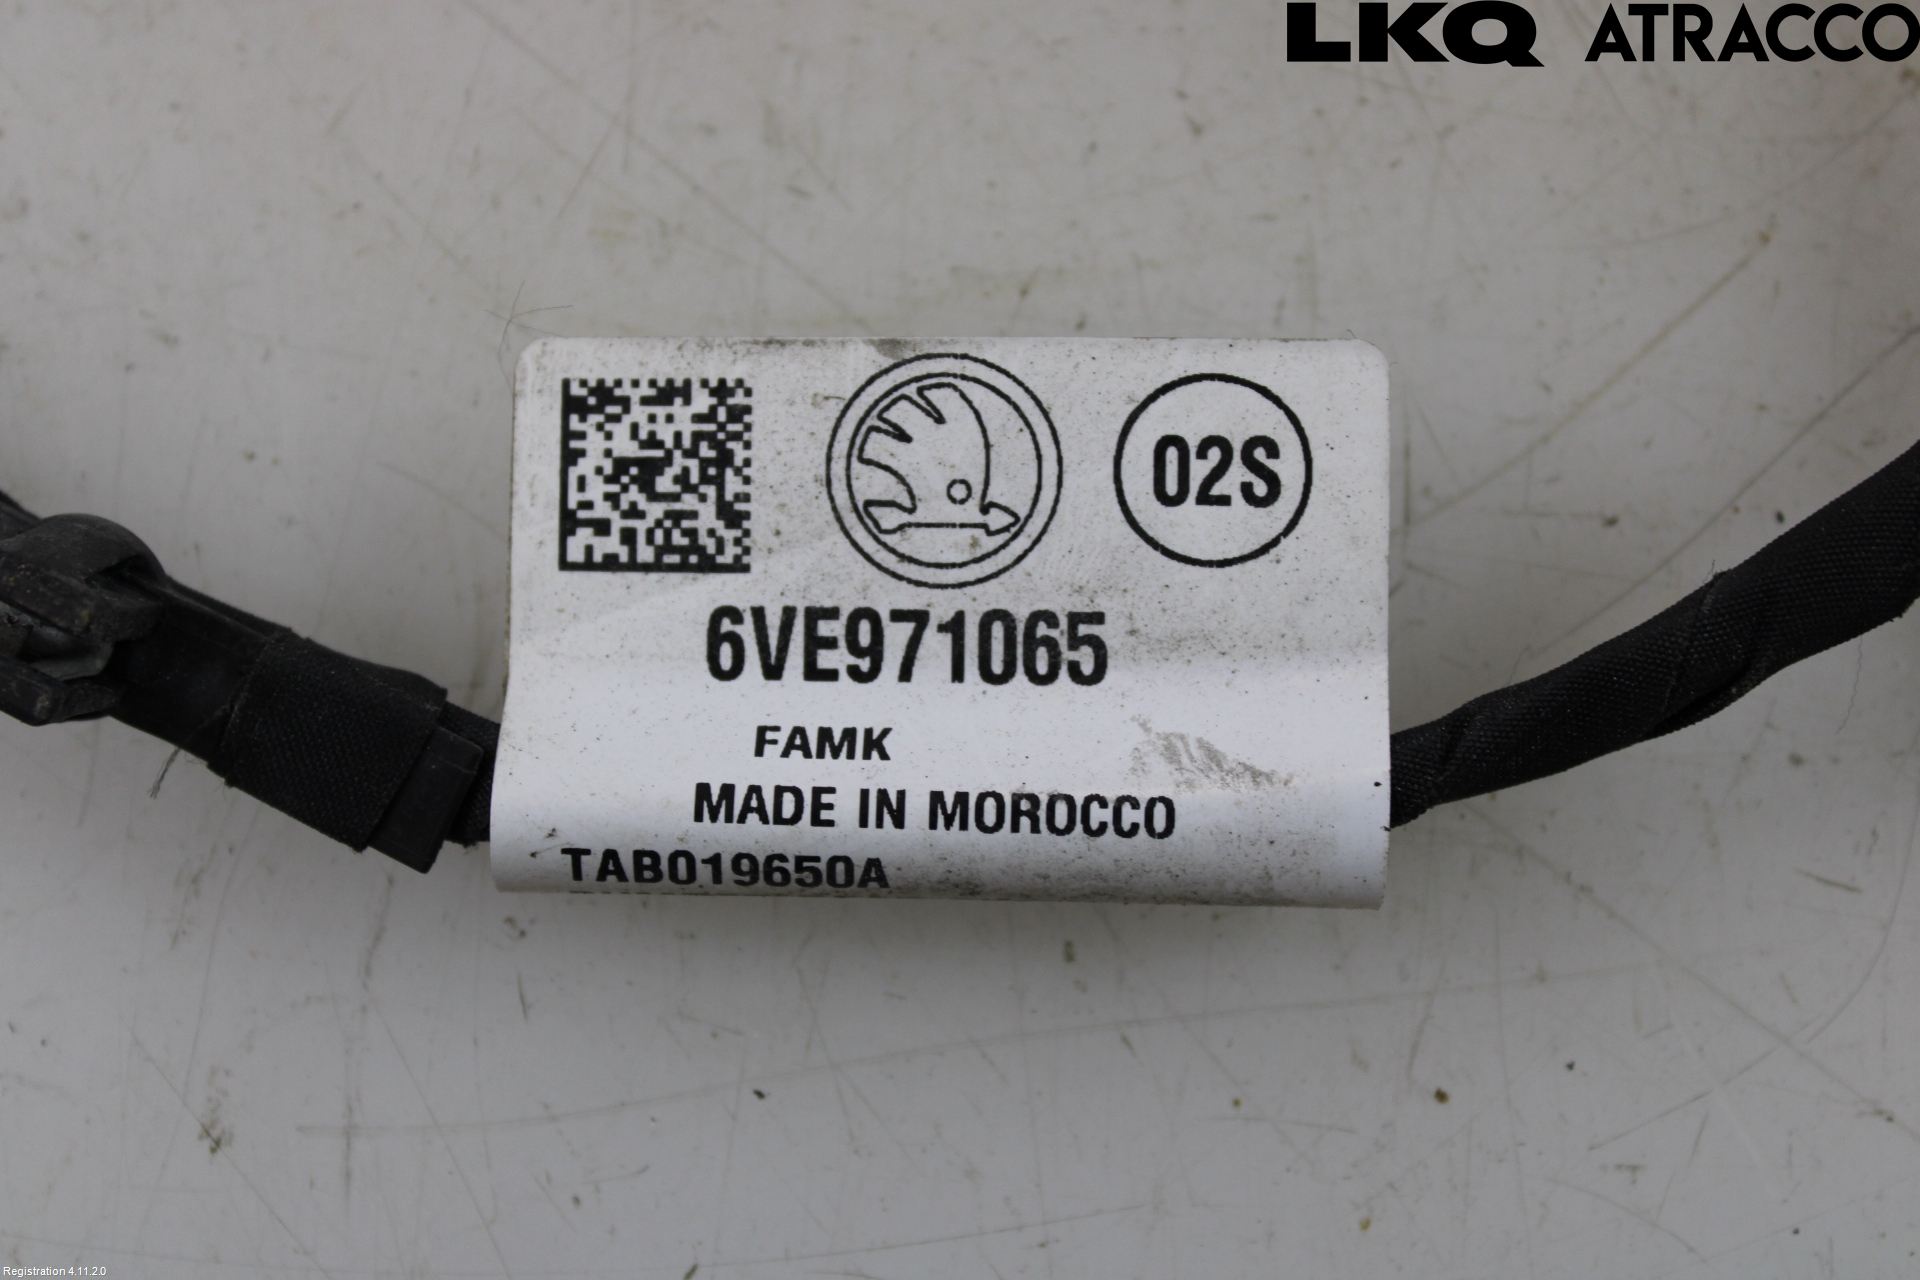 LKQ ATRACCO
02S
6VE971065
FAMK
MADE IN MOROCCO
TAB019650A
Registration 4.11.2.0